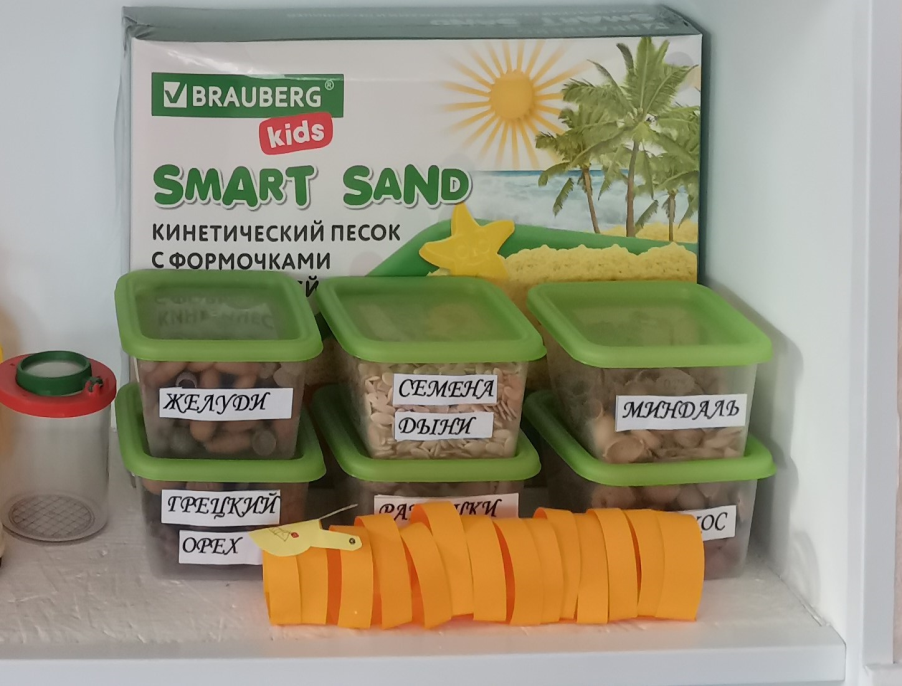 BRAUBERG®
kids
SMART SAND
КИНЕТИЧЕСКИЙ ПЕСОК
С ФОРМОЧКАМИ
ЖЕЛУДИ
СЕМЕНА
ДЫНИ
МИНДАЛЬ
ГРЕЦКИЙ
ОРЕХ